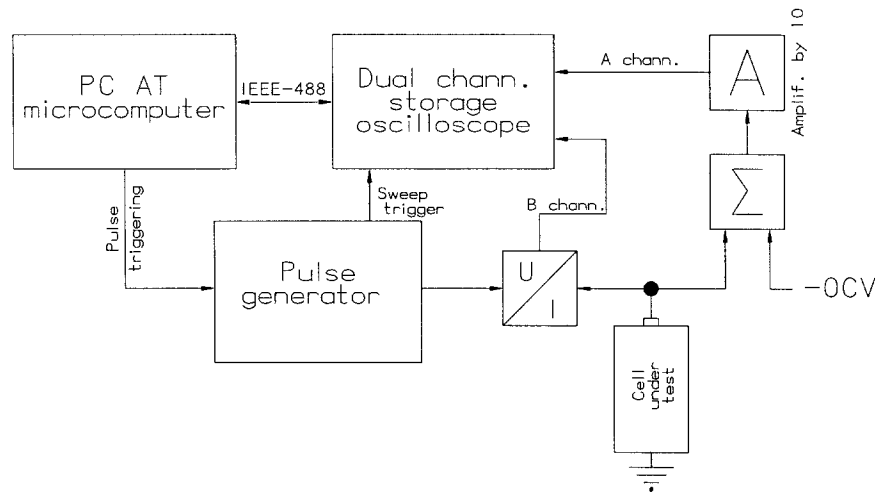 PC AT
microcomputer
IEEE-488
Dual chann.
storage
oscilloscope
A chann.
A
Amplif. by 10
Σ
Pulse
triggering
Sweep
trigger
B chann.
Pulse
generator
U
I
-OCV
Cell
under
test